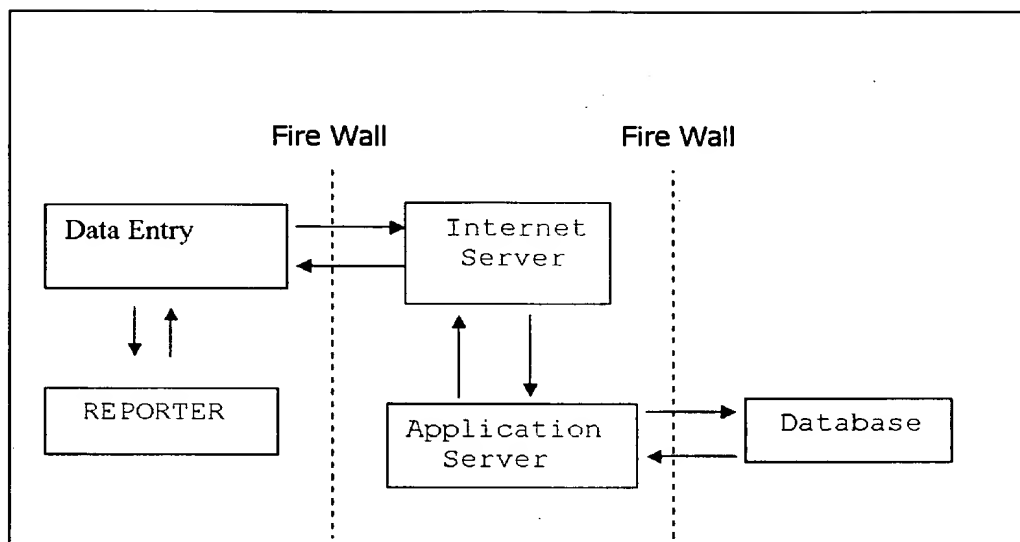 Fire Wall
Fire Wall
Data Entry
Internet
Server
REPORTER
Application
Server
Database